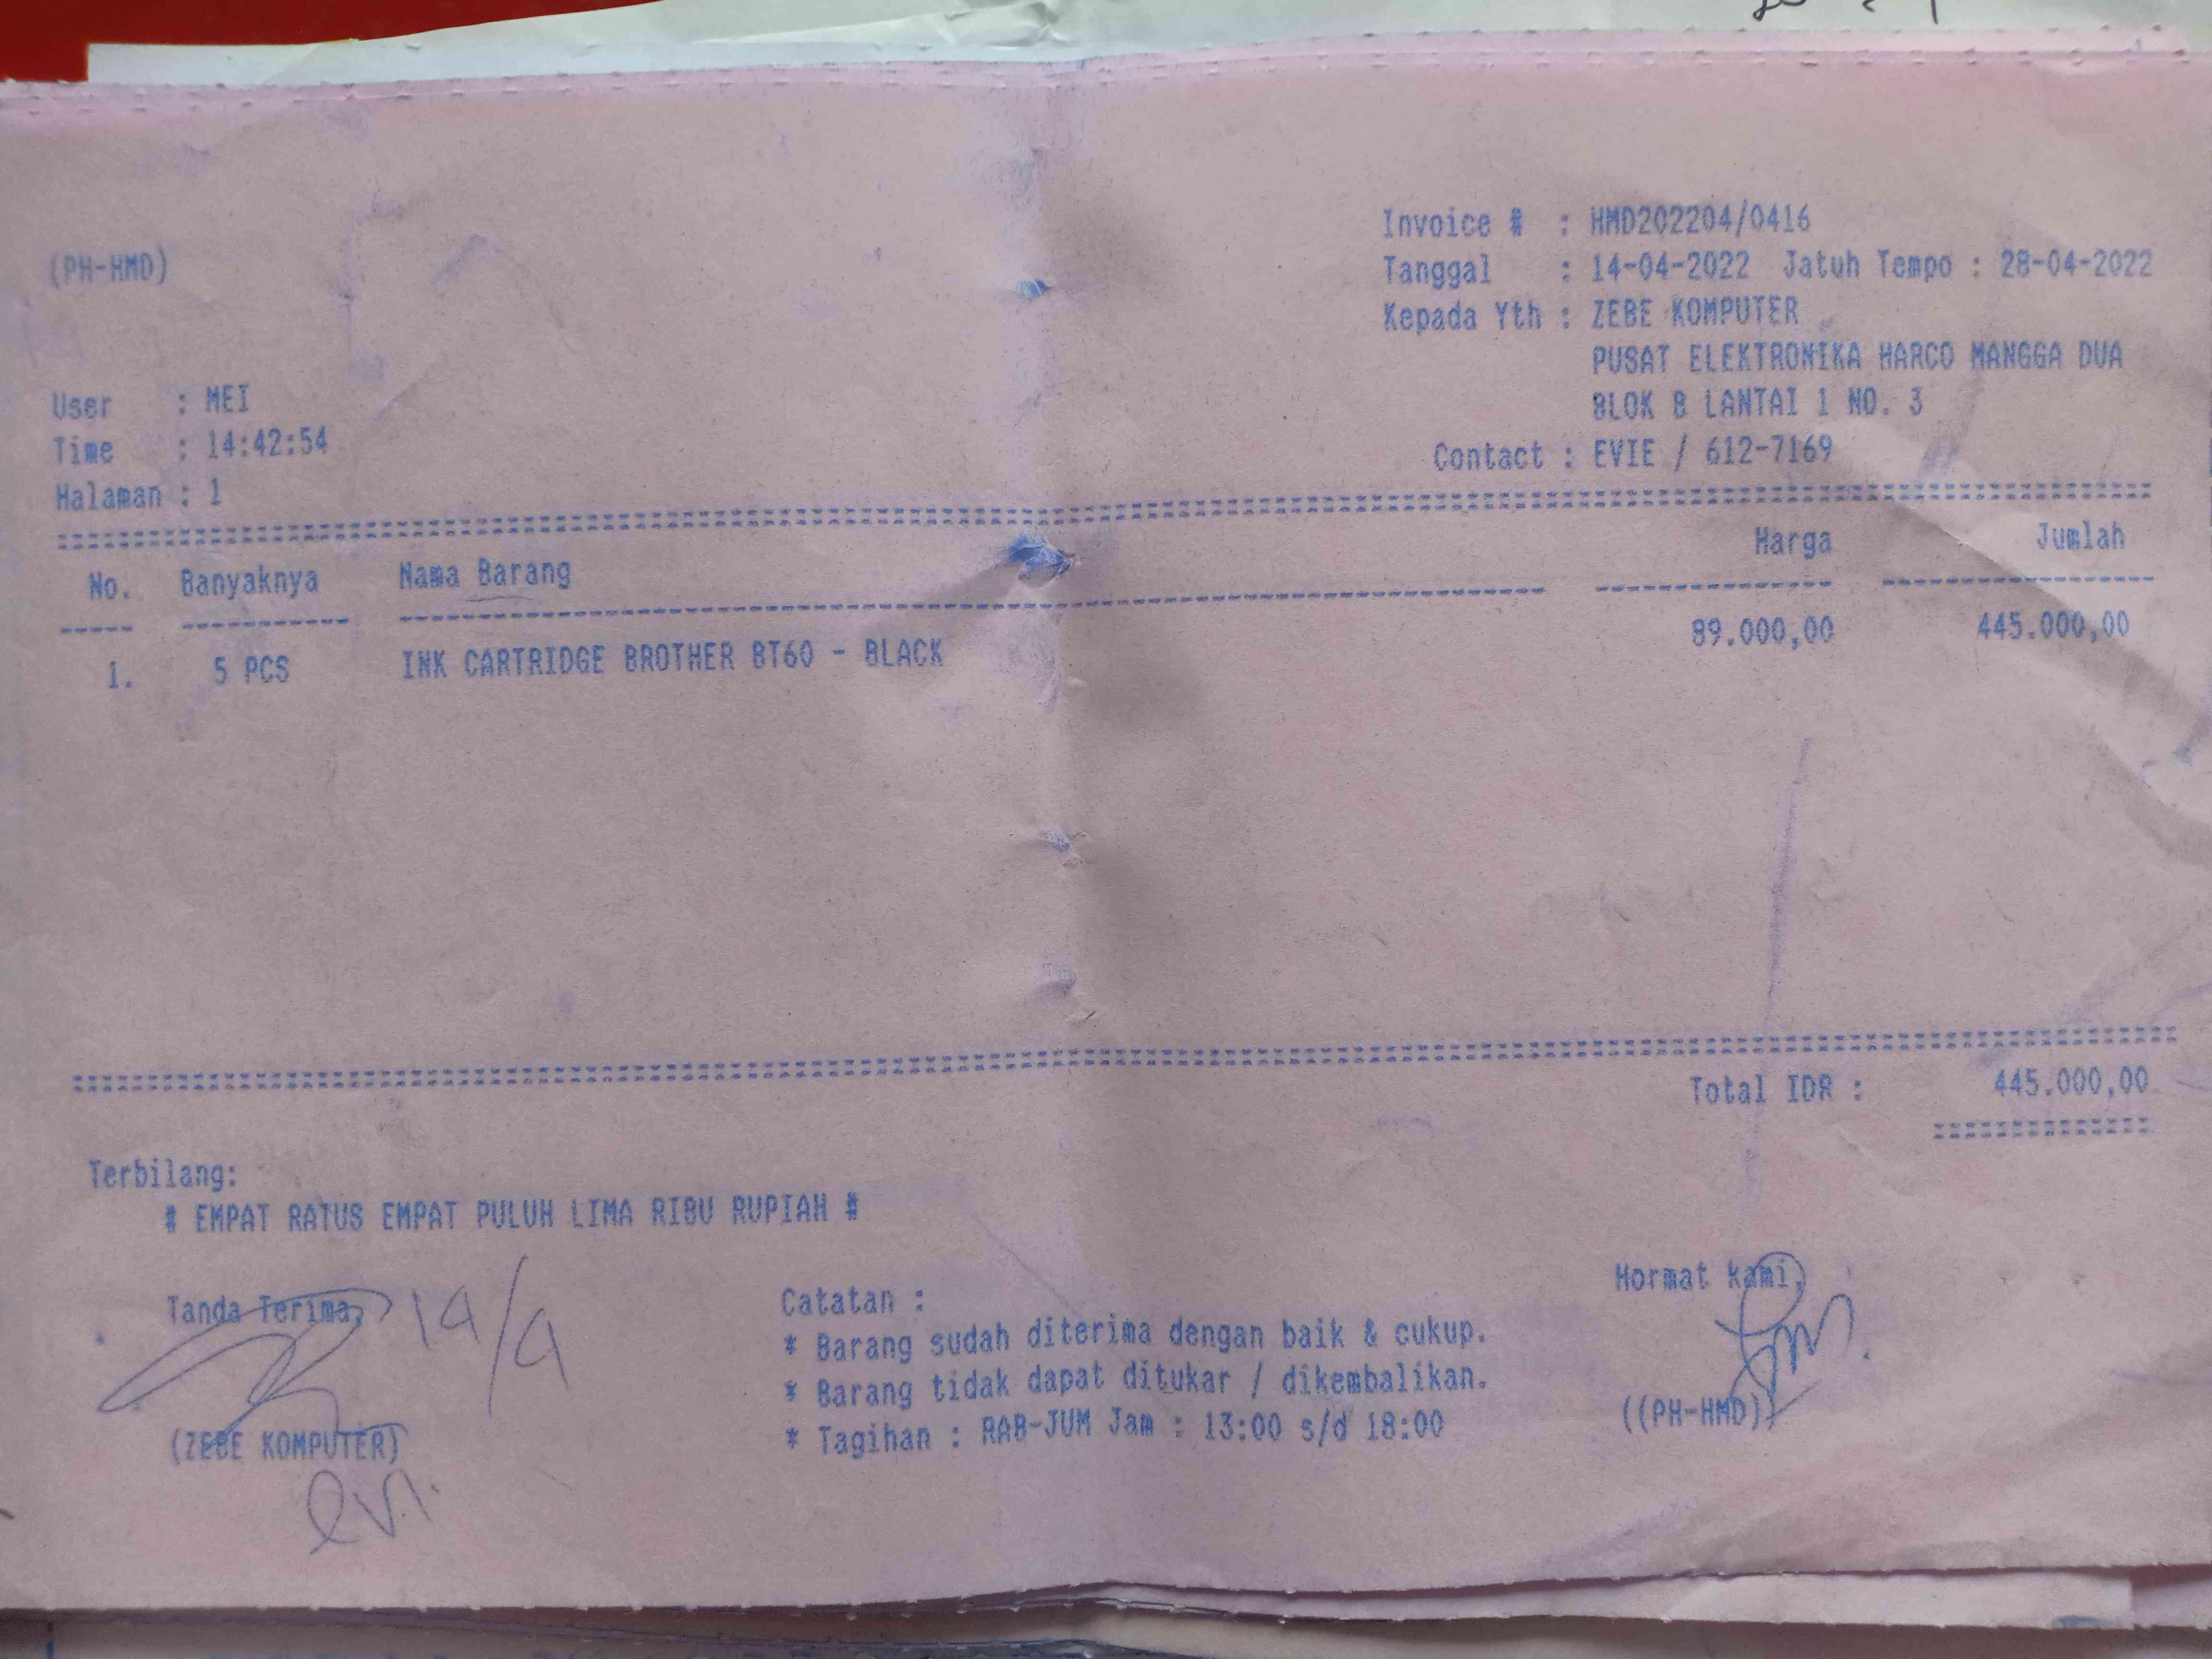 (PH-HMD)
Invoice # : HMD202204/0416
Tanggal : 14-04-2022 Jatuh Tempo : 28-04-2022
Kepada Yth : ZEBE KOMPUTER
PUSAT ELEKTRONIKA HARCO MANGGA DUA
BLOK B LANTAI 1 NO. 3
Contact : EVIE / 612-7169
User : MEI
Time : 14:42:54
Halaman : 1
No. Banyaknya Nama Barang Harga Jumlah
1. 5 PCS INK CARTRIDGE BROTHER BT60 - BLACK 89.000,00 445.000,00
Total IDR : 445.000,00
Terbilang:
# EMPAT RATUS EMPAT PULUH LIMA RIBU RUPIAH #
Tanda Terima,
(ZEBE KOMPUTER)
Catatan :
* Barang sudah diterima dengan baik & cukup.
* Barang tidak dapat ditukar / dikembalikan.
* Tagihan : RAB-JUM Jam : 13:00 s/d 18:00
Hormat kami,
((PH-HMD))